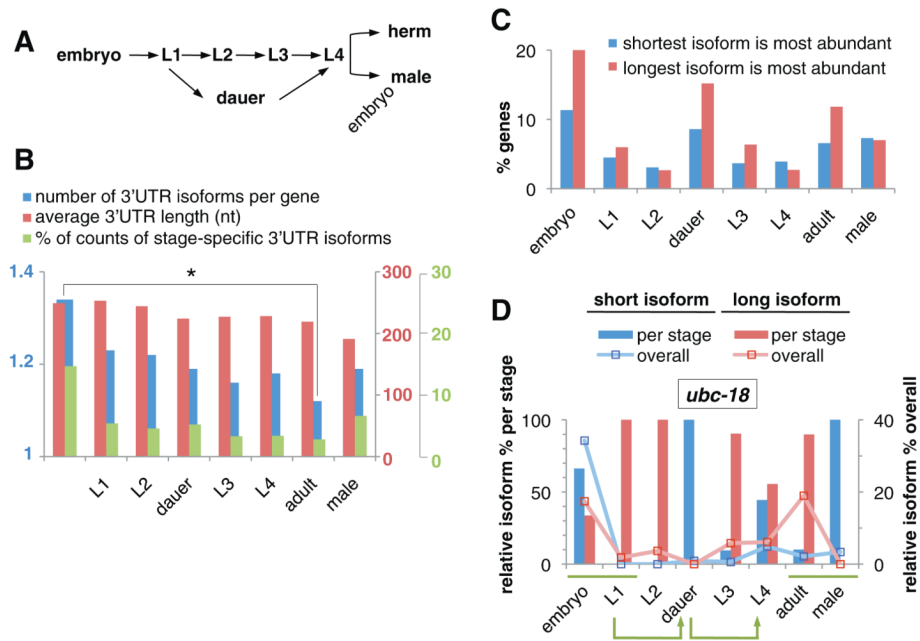 A
embryo L1 L2 L3 L4 herm
male
dauer
embryo
B
number of 3'UTR isoforms per gene
average 3'UTR length (nt)
% of counts of stage-specific 3'UTR isoforms
*
1.4
1.2
1
300
200
100
0
30
20
10
0
L1 L2 dauer L3 L4 adult male
C
shortest isoform is most abundant
longest isoform is most abundant
% genes
20
10
0
embryo L1 L2 dauer L3 L4 adult male
D
short isoform long isoform
per stage per stage
overall overall
ubc-18
relative isoform % per stage
100
50
0
relative isoform % overall
40
20
0
embryo L1 L2 dauer L3 L4 adult male